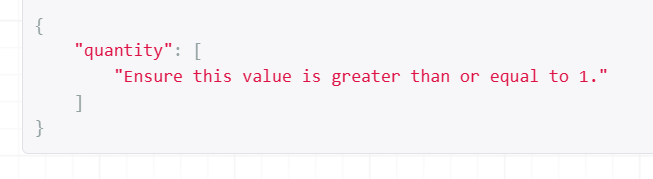 {
    "quantity": [
        "Ensure this value is greater than or equal to 1."
    ]
}